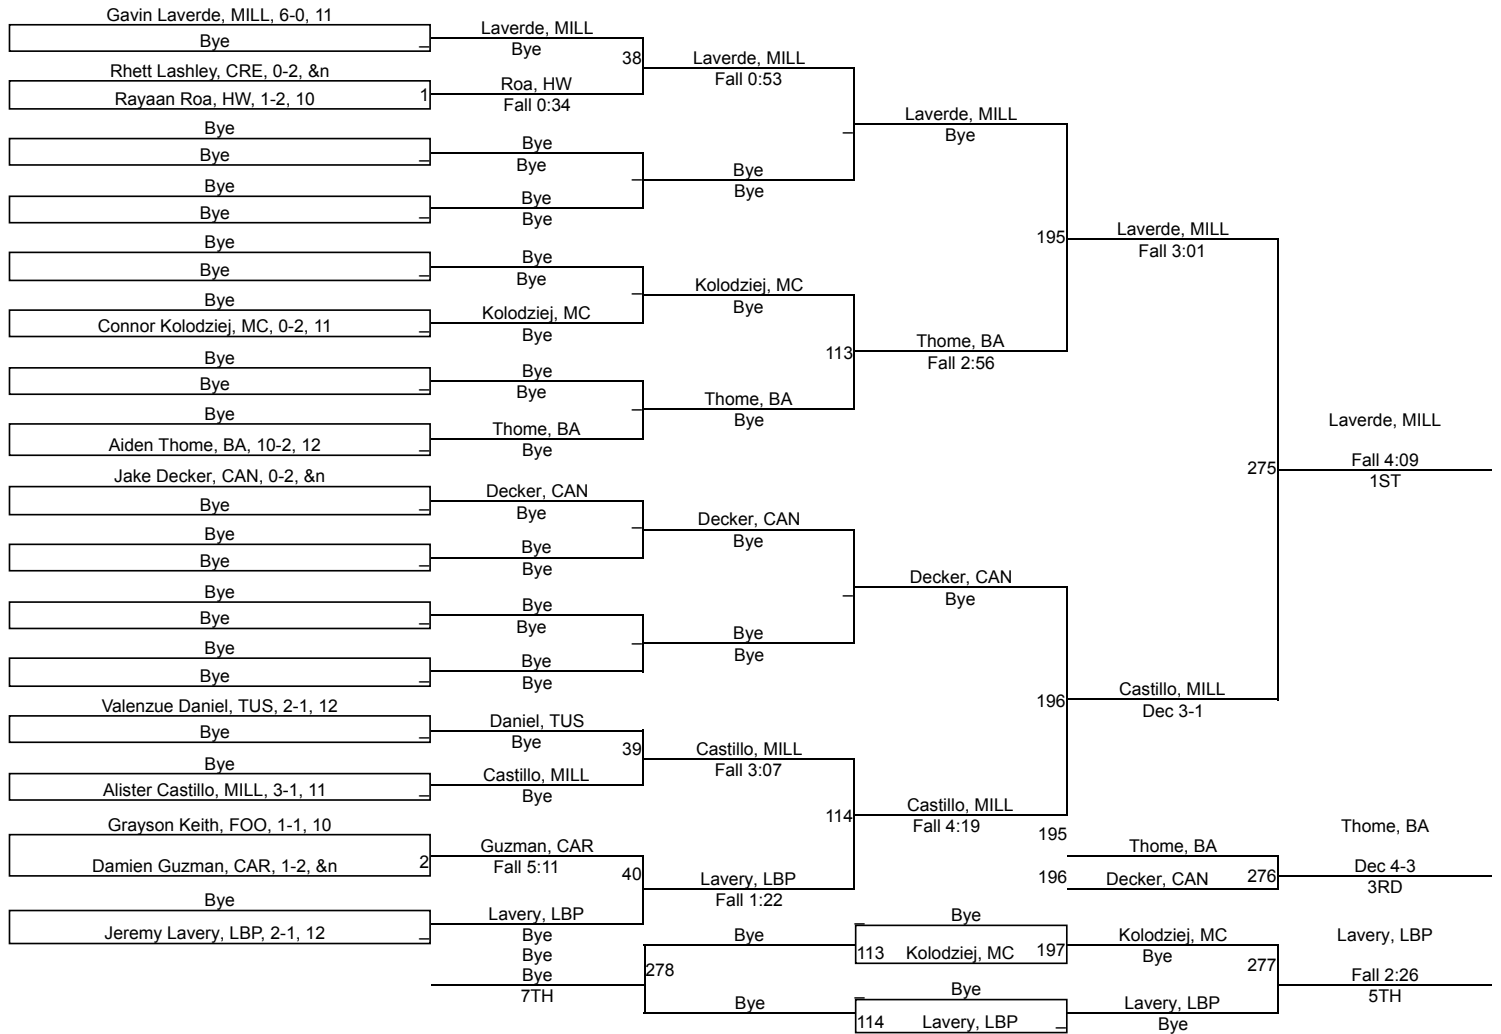 Gavin Laverde, MILL, 6-0, 11
Bye
Rhett Lashley, CRE, 0-2, &n
Rayaan Roa, HW, 1-2, 10
1
Bye
Bye
Bye
Bye
Bye
Bye
Bye
Connor Kolodziej, MC, 0-2, 11
Bye
Bye
Bye
Aiden Thome, BA, 10-2, 12
Jake Decker, CAN, 0-2, &n
Bye
Bye
Bye
Bye
Bye
Bye
Bye
Valenzue Daniel, TUS, 2-1, 12
Bye
Bye
Alister Castillo, MILL, 3-1, 11
Grayson Keith, FOO, 1-1, 10
Damien Guzman, CAR, 1-2, &n
2
Bye
Jeremy Lavery, LBP, 2-1, 12
Laverde, MILL
Bye
38
Roa, HW
Fall 0:34
Bye
Bye
Bye
Bye
Bye
Bye
Kolodziej, MC
Bye
Bye
Bye
Thome, BA
Bye
Decker, CAN
Bye
Bye
Bye
Bye
Bye
Bye
Bye
Daniel, TUS
Bye
39
Castillo, MILL
Bye
Guzman, CAR
Fall 5:11
40
Lavery, LBP
Bye
Bye
Bye
7TH
Laverde, MILL
Fall 0:53
Bye
Bye
Kolodziej, MC
Bye
113
Thome, BA
Bye
Decker, CAN
Bye
Bye
Bye
Castillo, MILL
Fall 3:07
114
Lavery, LBP
Fall 1:22
Bye
278
Bye
Laverde, MILL
Bye
195
Thome, BA
Fall 2:56
Decker, CAN
Bye
196
Castillo, MILL
Fall 4:19
Bye
113 Kolodziej, MC 197
Bye
114 Lavery, LBP
Laverde, MILL
Fall 3:01
275
Castillo, MILL
Dec 3-1
195
Thome, BA
196
Decker, CAN
276
Kolodziej, MC
Bye
277
Lavery, LBP
Bye
Laverde, MILL
Fall 4:09
1ST
Thome, BA
Dec 4-3
3RD
Lavery, LBP
Fall 2:26
5TH